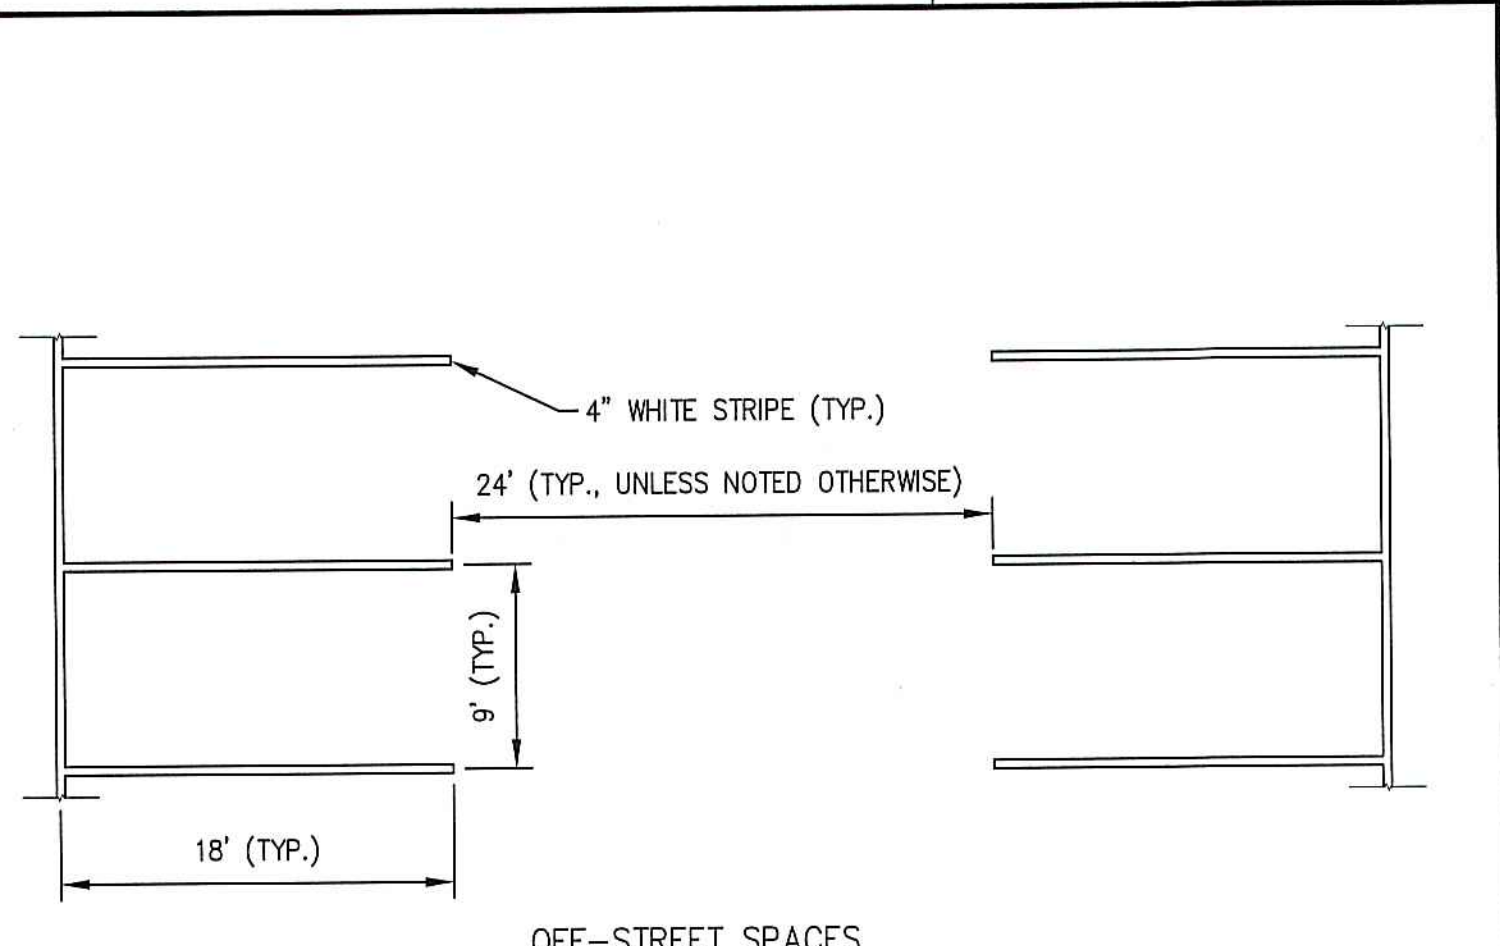 4" WHITE STRIPE (TYP.)
24' (TYP., UNLESS NOTED OTHERWISE)
9' (TYP.)
18' (TYP.)
OFF-STREET SPACES